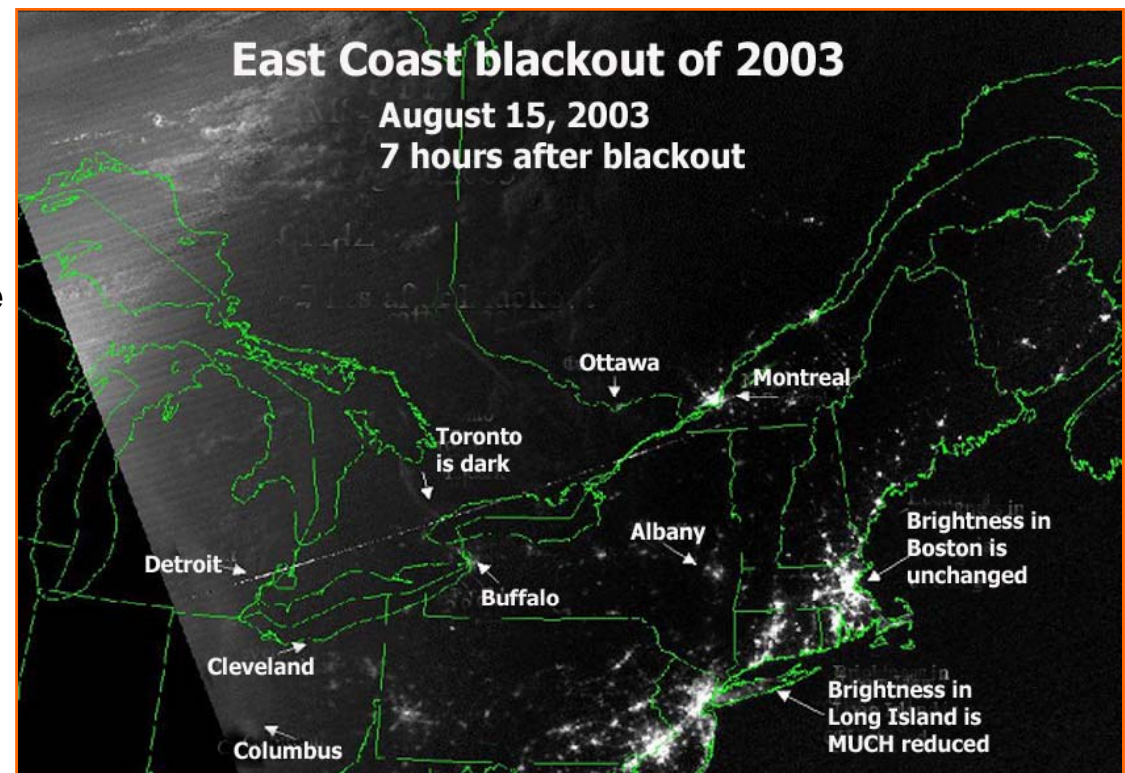 East Coast blackout of 2003
August 15, 2003
7 hours after blackout
e
Ottawa
Montreal
Toronto
is dark
Brightness in
Boston is
unchanged
Albany
Detroit
Buffalo
Cleveland
Brightness in
Long Island is
MUCH reduced
Columbus